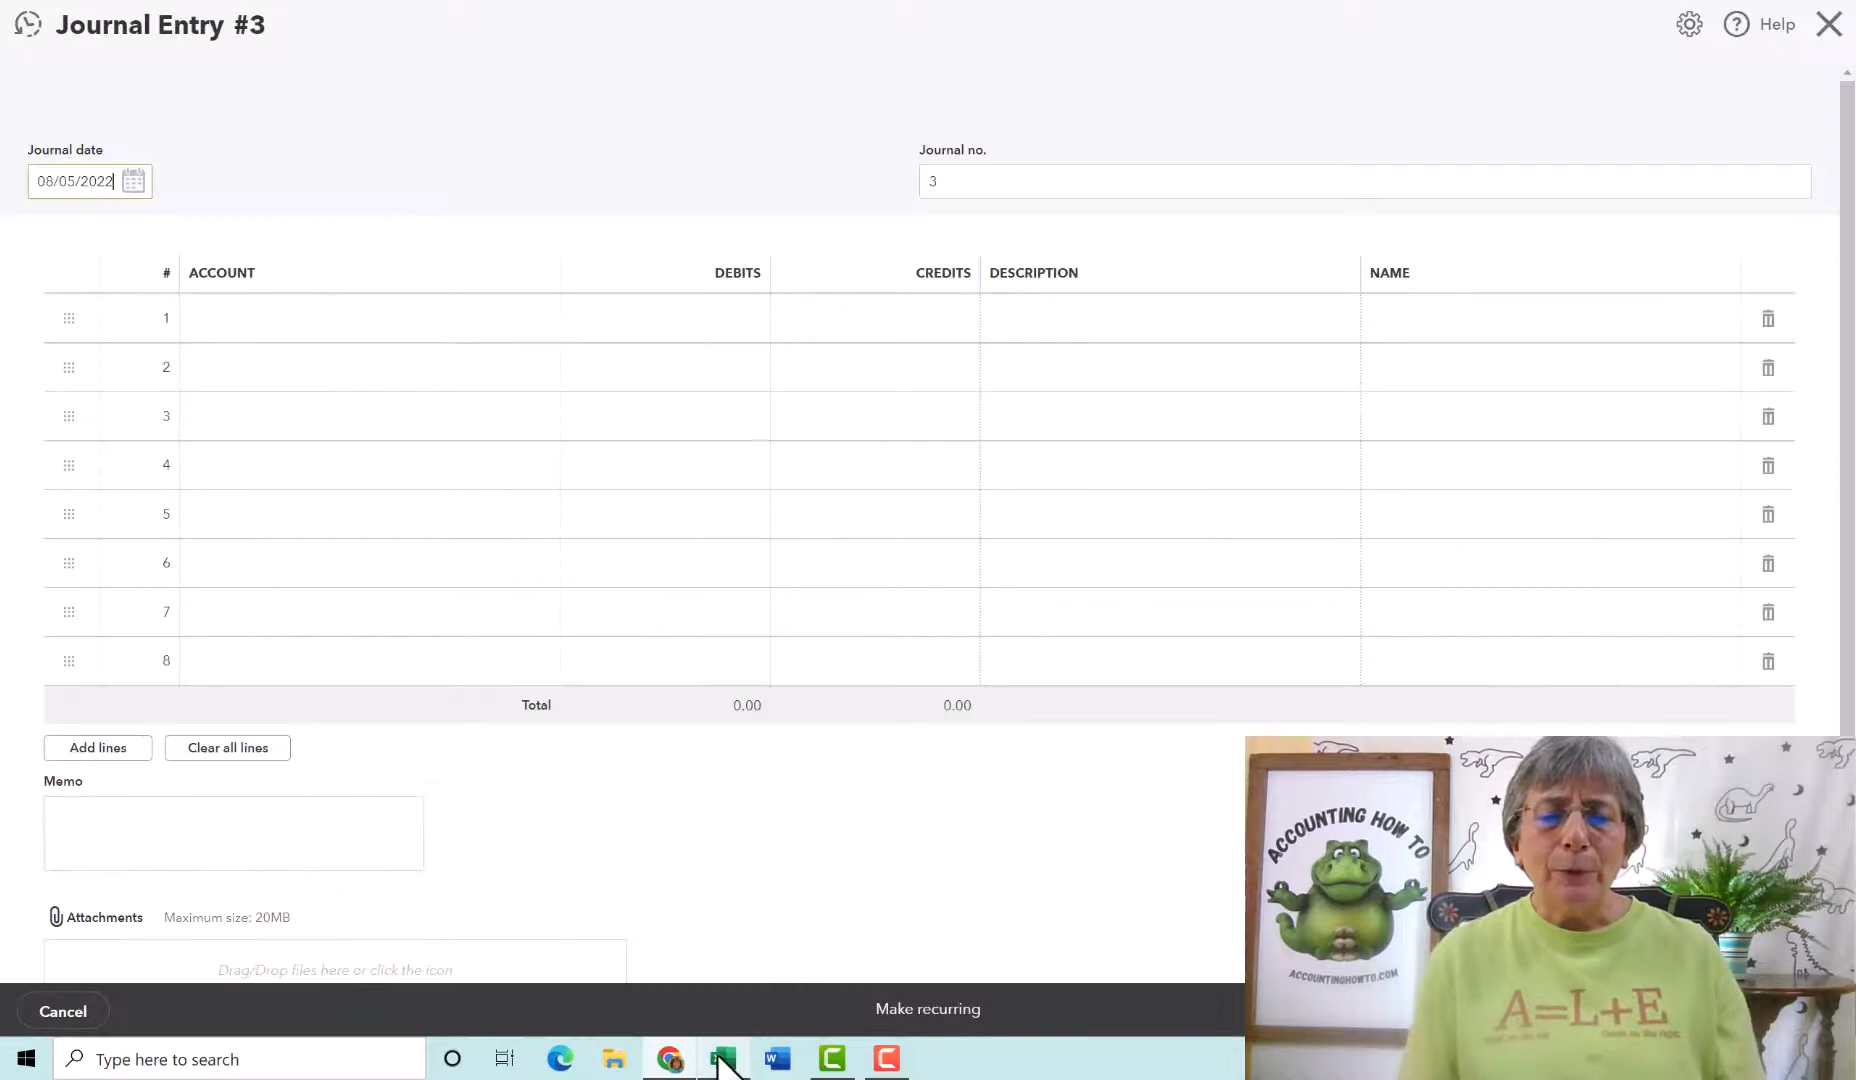 Journal Entry #3
Help
Journal date
Journal no.
08/05/2022
3
# ACCOUNT DEBITS CREDITS DESCRIPTION NAME
1
2
3
4
5
6
7
8
Total 0.00 0.00
Add lines Clear all lines
Memo
Attachments Maximum size: 20MB
Drag/Drop files here or click the icon
Cancel
Make recurring
Type here to search
ACCOUNTING HOW TO
ACCOUNTINGHOWTO.COM
A=L+E